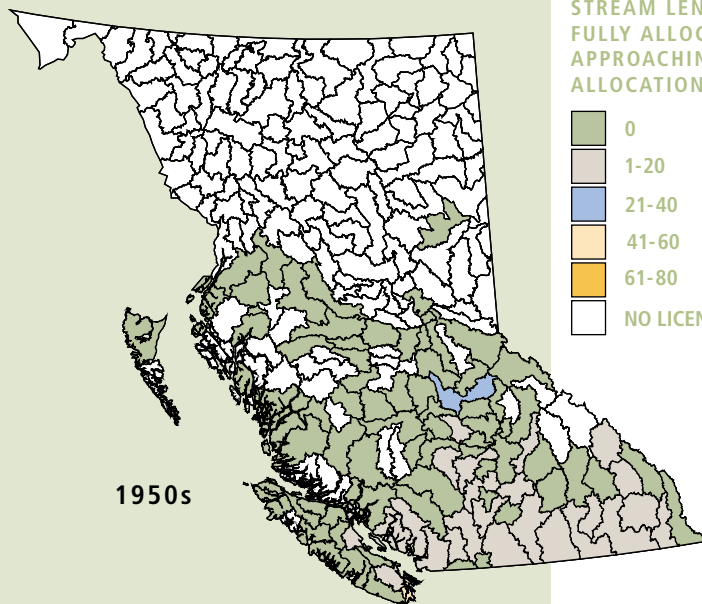 STREAM LEN
FULLY ALLOC
APPROACHIN
ALLOCATION
0
1-20
21-40
41-60
61-80
NO LICEN
1950s